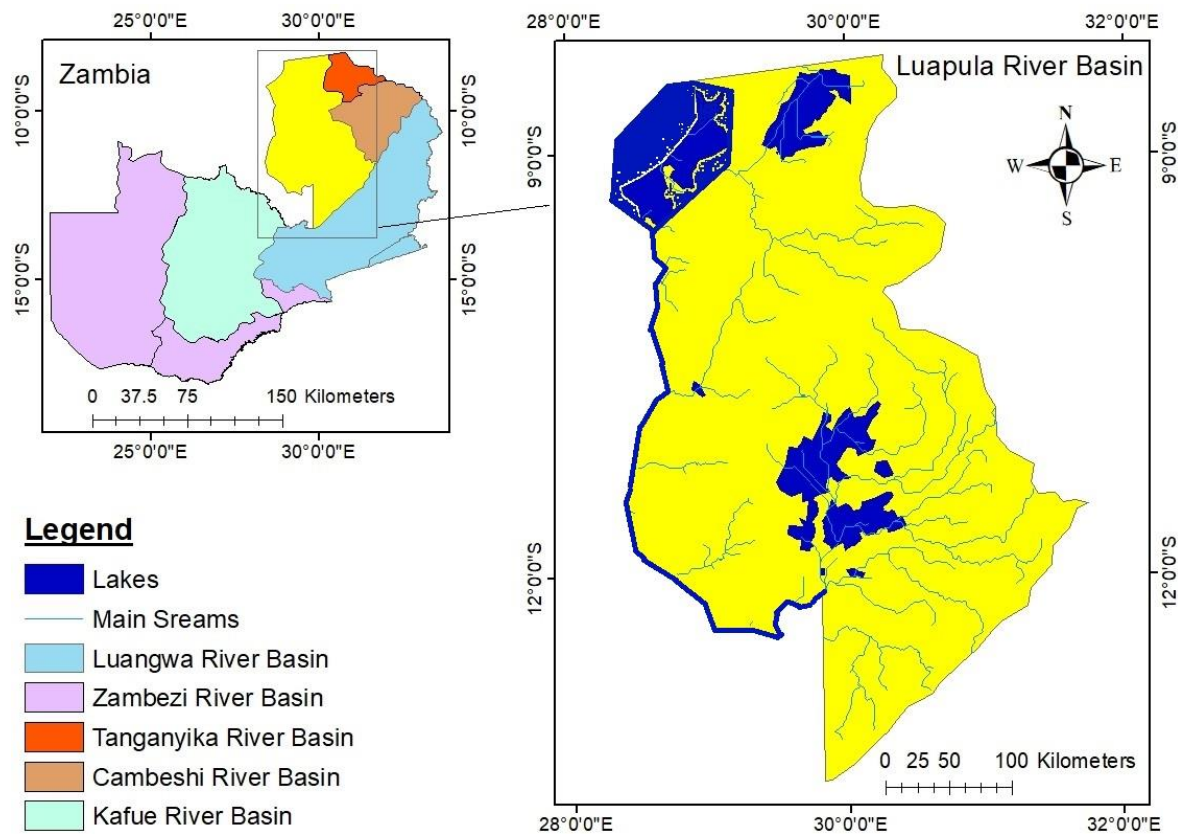 25°0'0"E 30°0'0"E
Zambia
10°0'0"S
15°0'0"S
10°0'0"S
15°0'0"S
0 37.5 75 150 Kilometers
25°0'0"E 30°0'0"E
Legend
Lakes
Main Sreams
Luangwa River Basin
Zambezi River Basin
Tanganyika River Basin
Cambeshi River Basin
Kafue River Basin
28°0'0"E 30°0'0"E 32°0'0"E
Luapula River Basin
N
W E
S
9°0'0"S
12°0'0"S
9°0'0"S
12°0'0"S
0 25 50 100 Kilometers
28°0'0"E 30°0'0"E 32°0'0"E